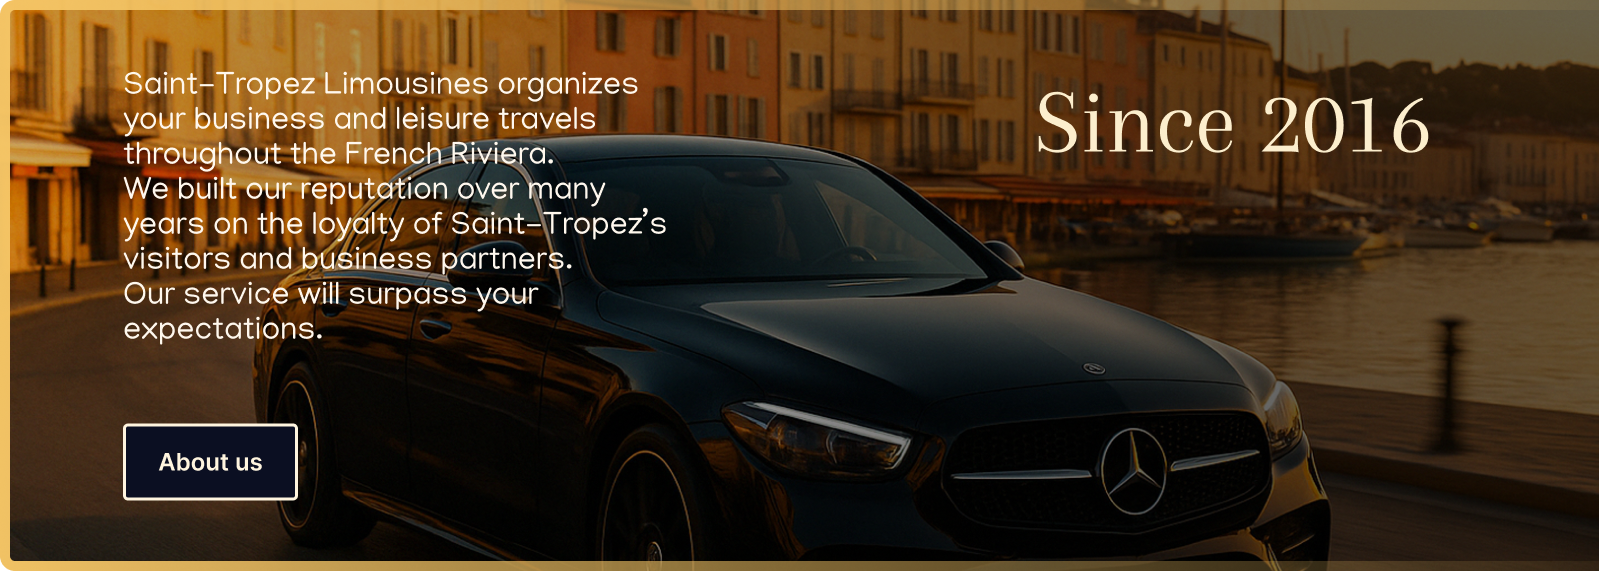 Saint-Tropez Limousines organizes
your business and leisure travels
throughout the French Riviera.
We built our reputation over many
years on the loyalty of Saint-Tropez’s
visitors and business partners.
Our service will surpass your
expectations.
Since 2016
About us